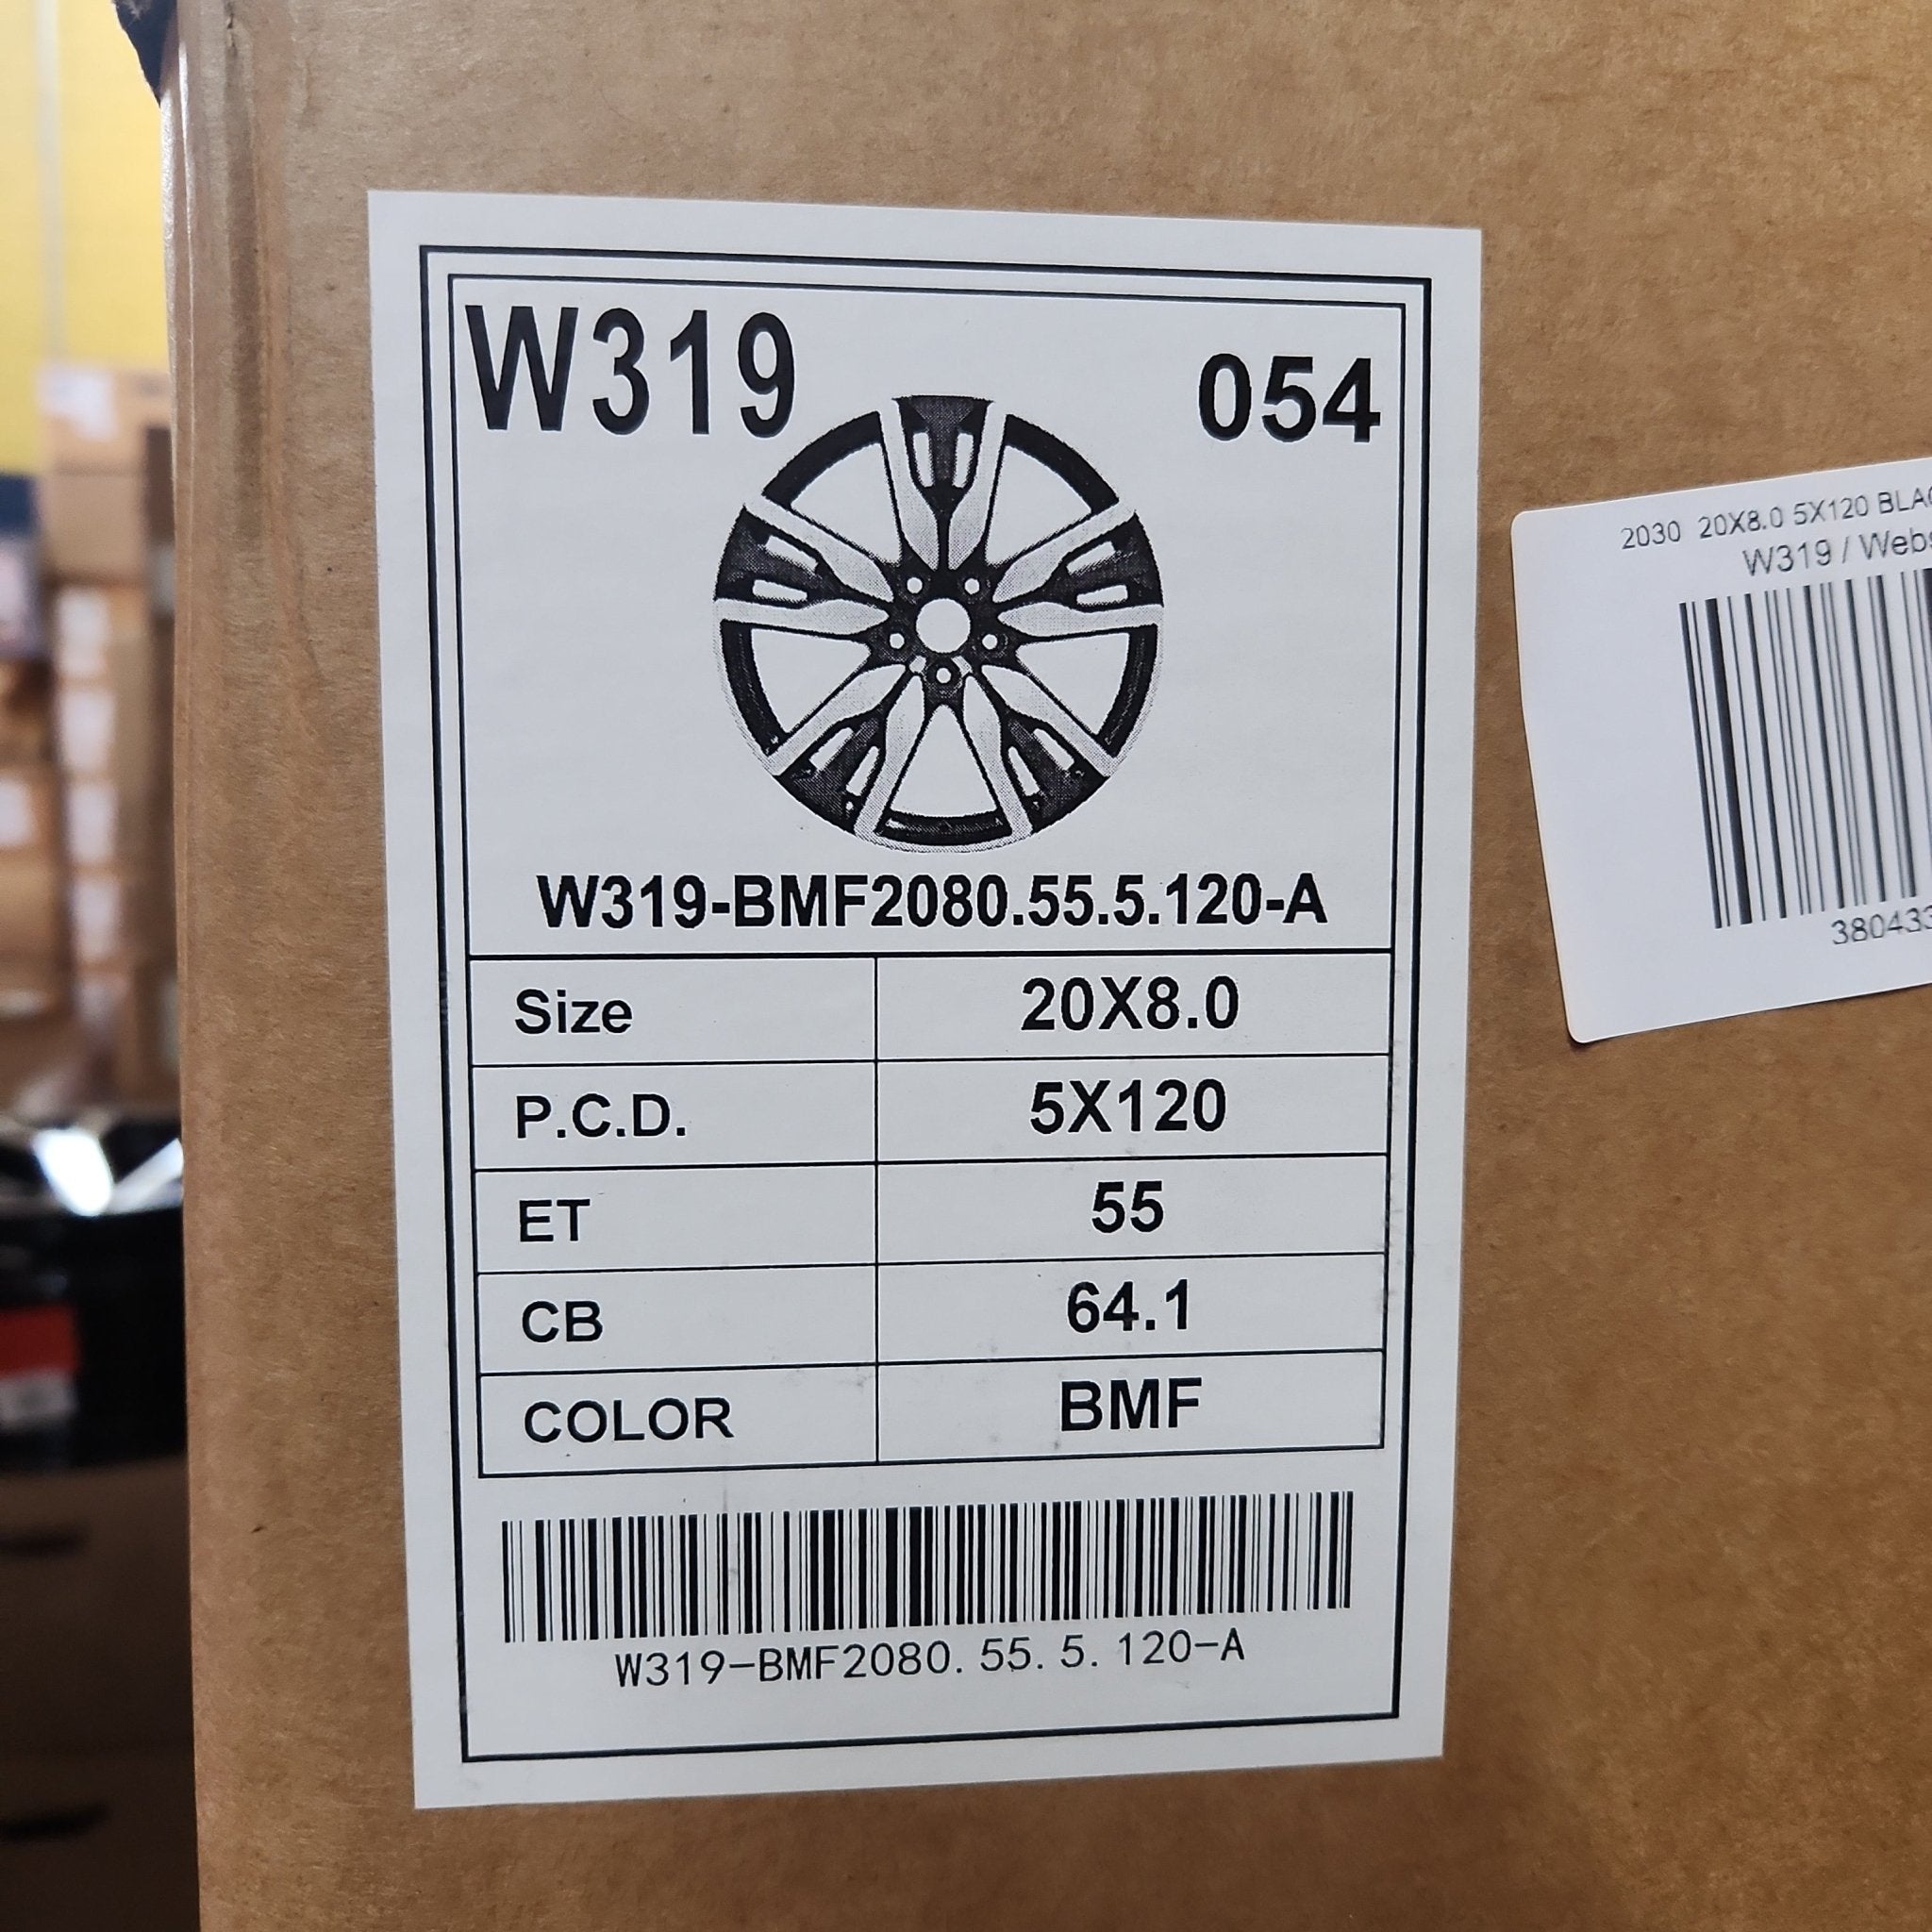 W319
054
W319-BMF2080.55.5.120-A
Size 20X8.0
P.C.D. 5X120
ET 55
CB 64.1
COLOR BMF
W319-BMF2080.55.5.120-A
2030 20X8.0 5X120
W319 /